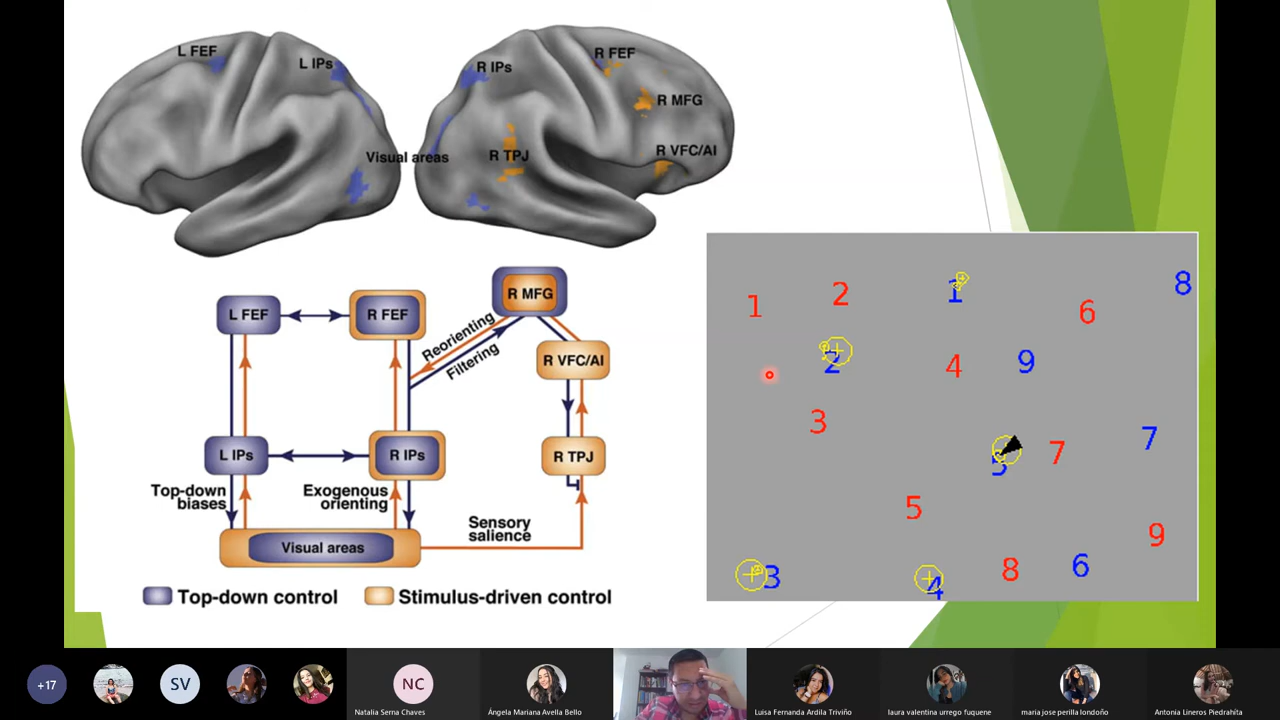 L FEF
L IPs
R IPs
R FEF
R MFG
Visual areas
R TPJ
R VFC/AI
L FEF
R FEF
R MFG
Reorienting
Filtering
R VFC/AI
L IPs
R IPs
R TPJ
Top-down
biases
Exogenous
orienting
Sensory
salience
Visual areas
Top-down control
Stimulus-driven control
1 2 1 6 8
2 4 9
3
5 7 7
5
9
3 4 8 6
+17
SV
NC
Natalia Serna Chaves
Ángela Mariana Avella Bello
Luisa Fernanda Ardila Triviño
laura valentina urrego fuquene
maria jose perilla londoño
Antonia Lineros Piedrahíta